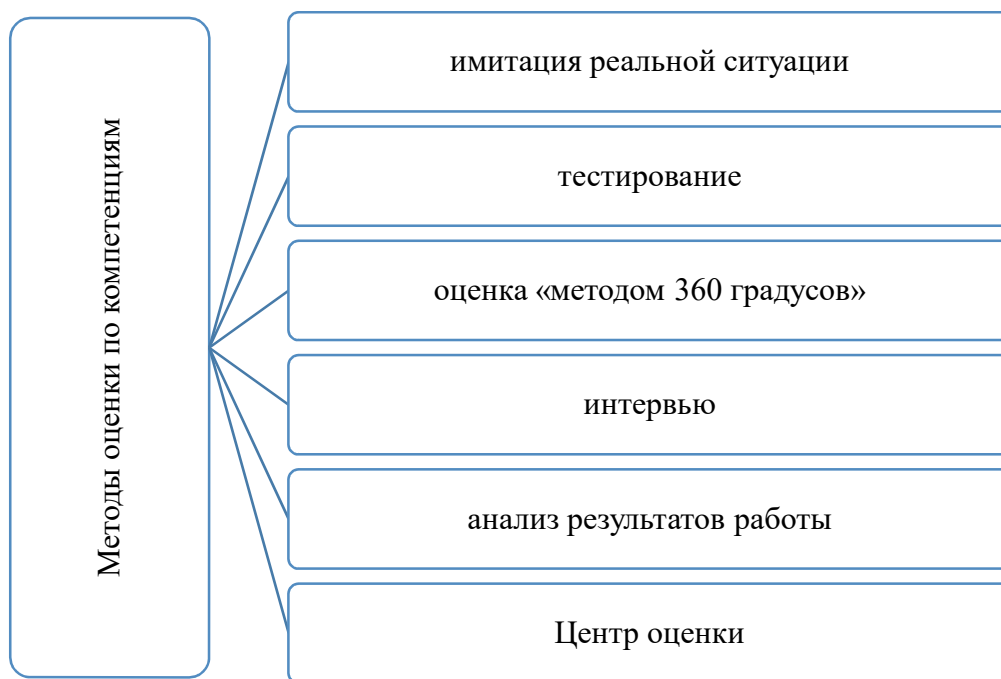 Методы оценки по компетенциям
имитация реальной ситуации
тестирование
оценка «методом 360 градусов»
интервью
анализ результатов работы
Центр оценки